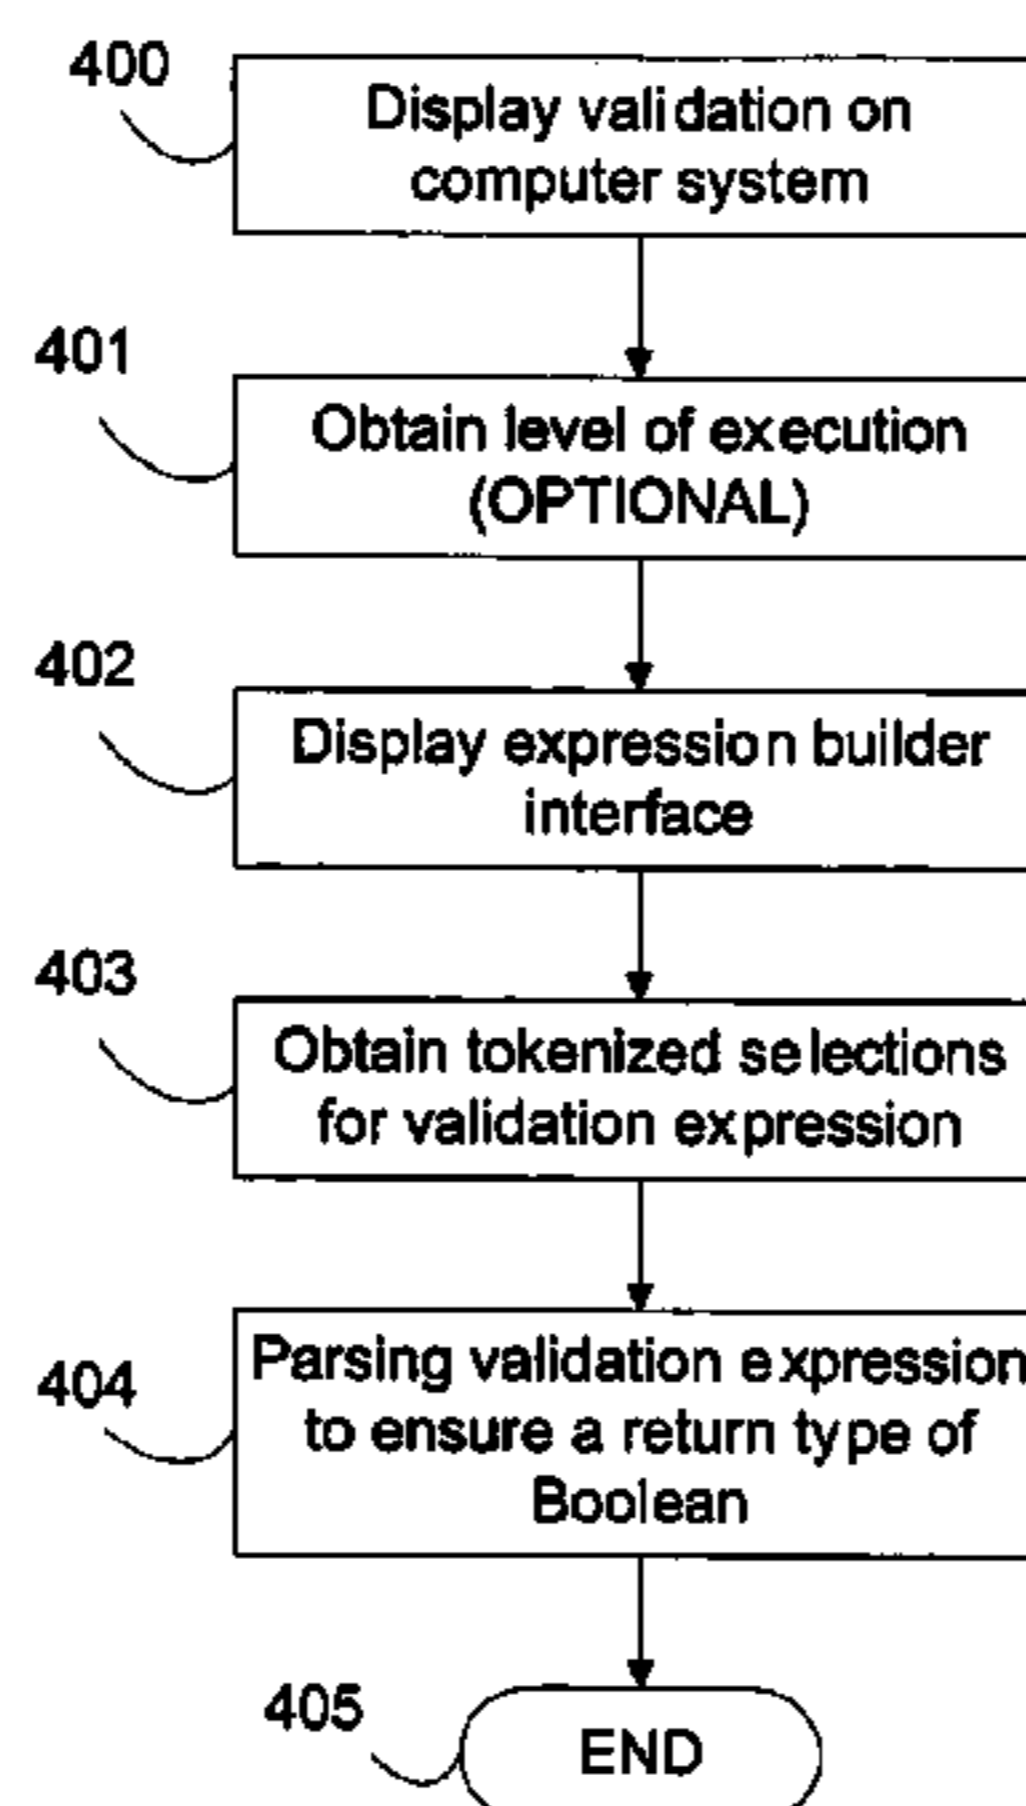 400
Display validation on
computer system
401
Obtain level of execution
(OPTIONAL)
402
Display expression builder
interface
403
Obtain tokenized selections
for validation expression
404
Parsing validation expression
to ensure a return type of
Boolean
405
END